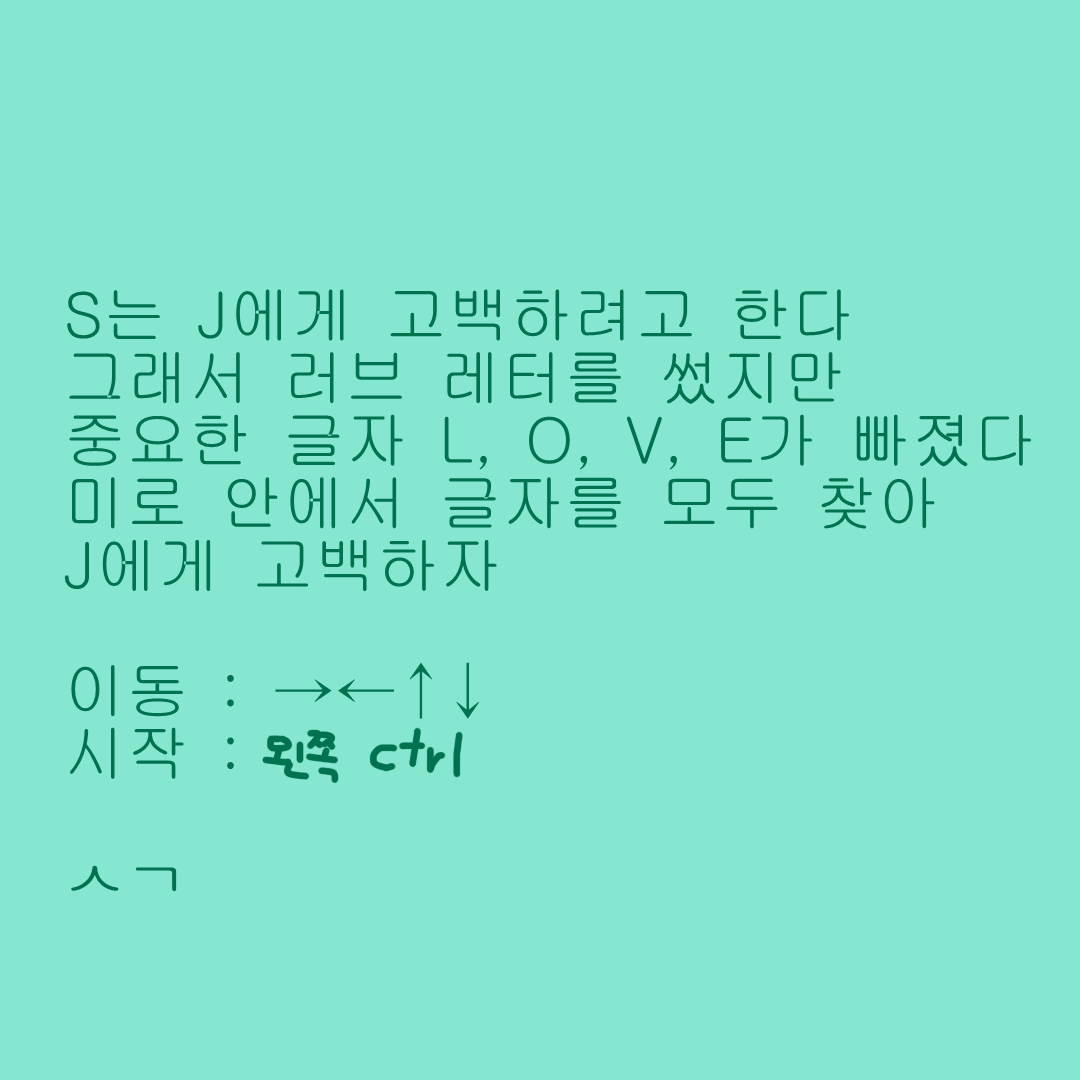 S는 J에게 고백하려고 한다
그래서 러브 레터를 썼지만
중요한 글자 L, O, V, E가 빠졌다
미로 안에서 글자를 모두 찾아
J에게 고백하자
이동 : →←↑↓
시작 : 왼쪽 ctrl
ㅅㄱ